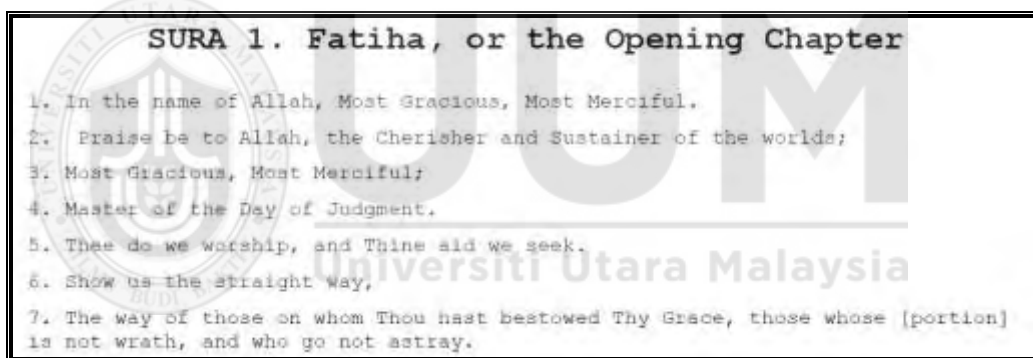 SURA 1. Fatiha, or the Opening Chapter
1. In the name of Allah, Most Gracious, Most Merciful.
2. Praise be to Allah, the Cherisher and Sustainer of the worlds;
3. Most Gracious, Most Merciful;
4. Master of the Day of Judgment.
5. Thee do we worship, and Thine aid we seek.
6. Show us the straight way,
7. The way of those on whom Thou hast bestowed Thy Grace, those whose [portion]
is not wrath, and who go not astray.
UUM
Universiti Utara Malaysia
UNIVERSITI UTARA MALAYSIA
BUDI